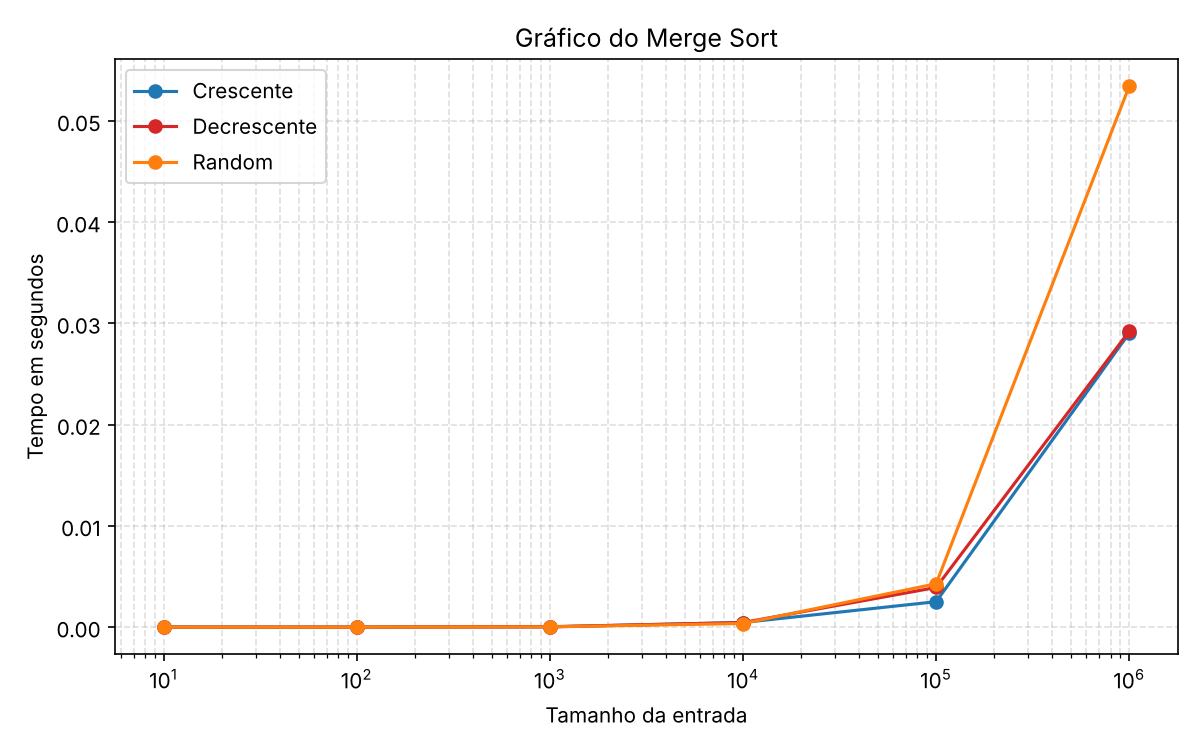 Gráfico do Merge Sort
Crescente
Decrescente
Random
Tempo em segundos
0.05
0.04
0.03
0.02
0.01
0.00
10¹ 10² 10³ 10⁴ 10⁵ 10⁶
Tamanho da entrada